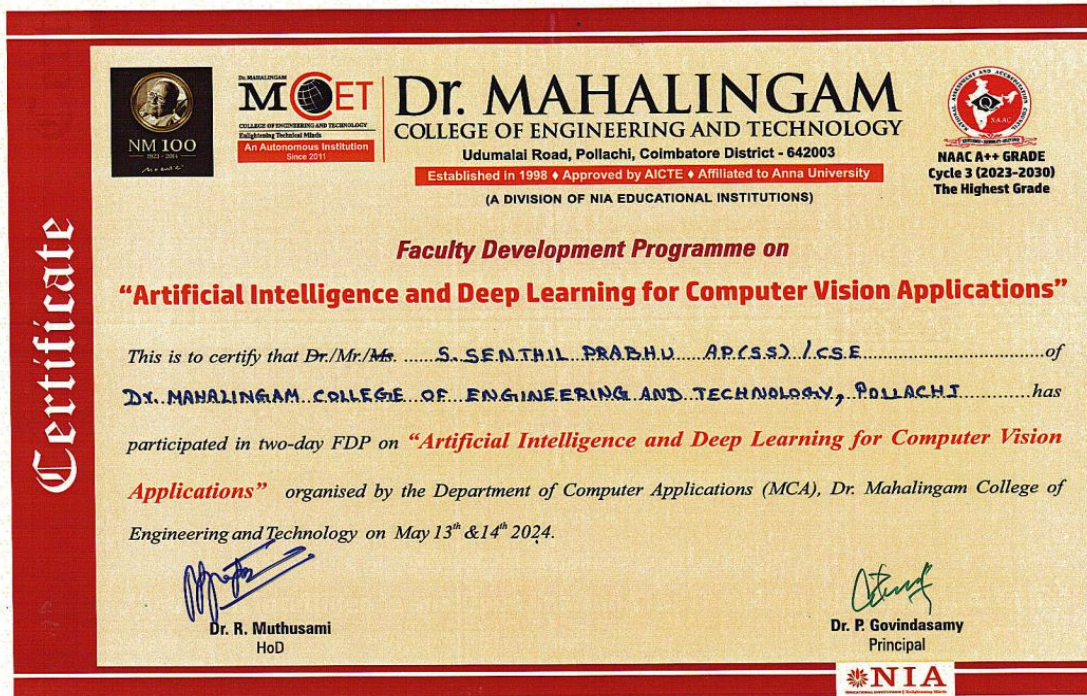 Certificate
NM 100
1923 - 2014
Dr. MAHALINGAM
MCET
COLLEGE OF ENGINEERING AND TECHNOLOGY
Enlightening Technical Minds
An Autonomous Institution
Since 2011
Dr. MAHALINGAM
COLLEGE OF ENGINEERING AND TECHNOLOGY
Udumalai Road, Pollachi, Coimbatore District - 642003
Established in 1998 ♦ Approved by AICTE ♦ Affiliated to Anna University
(A DIVISION OF NIA EDUCATIONAL INSTITUTIONS)
NATIONAL ASSESSMENT AND ACCREDITATION COUNCIL
NAAC A++ GRADE
Cycle 3 (2023-2030)
The Highest Grade
Faculty Development Programme on
“Artificial Intelligence and Deep Learning for Computer Vision Applications”
This is to certify that Dr./Mr./Ms. S. SENTHIL PRABHU AP(SS) / CSE of
Dr. MAHALINGAM COLLEGE OF ENGINEERING AND TECHNOLOGY, POLLACHI has
participated in two-day FDP on “Artificial Intelligence and Deep Learning for Computer Vision
Applications” organised by the Department of Computer Applications (MCA), Dr. Mahalingam College of
Engineering and Technology on May 13th & 14th 2024.
Dr. R. Muthusami
HoD
Dr. P. Govindasamy
Principal
NIA